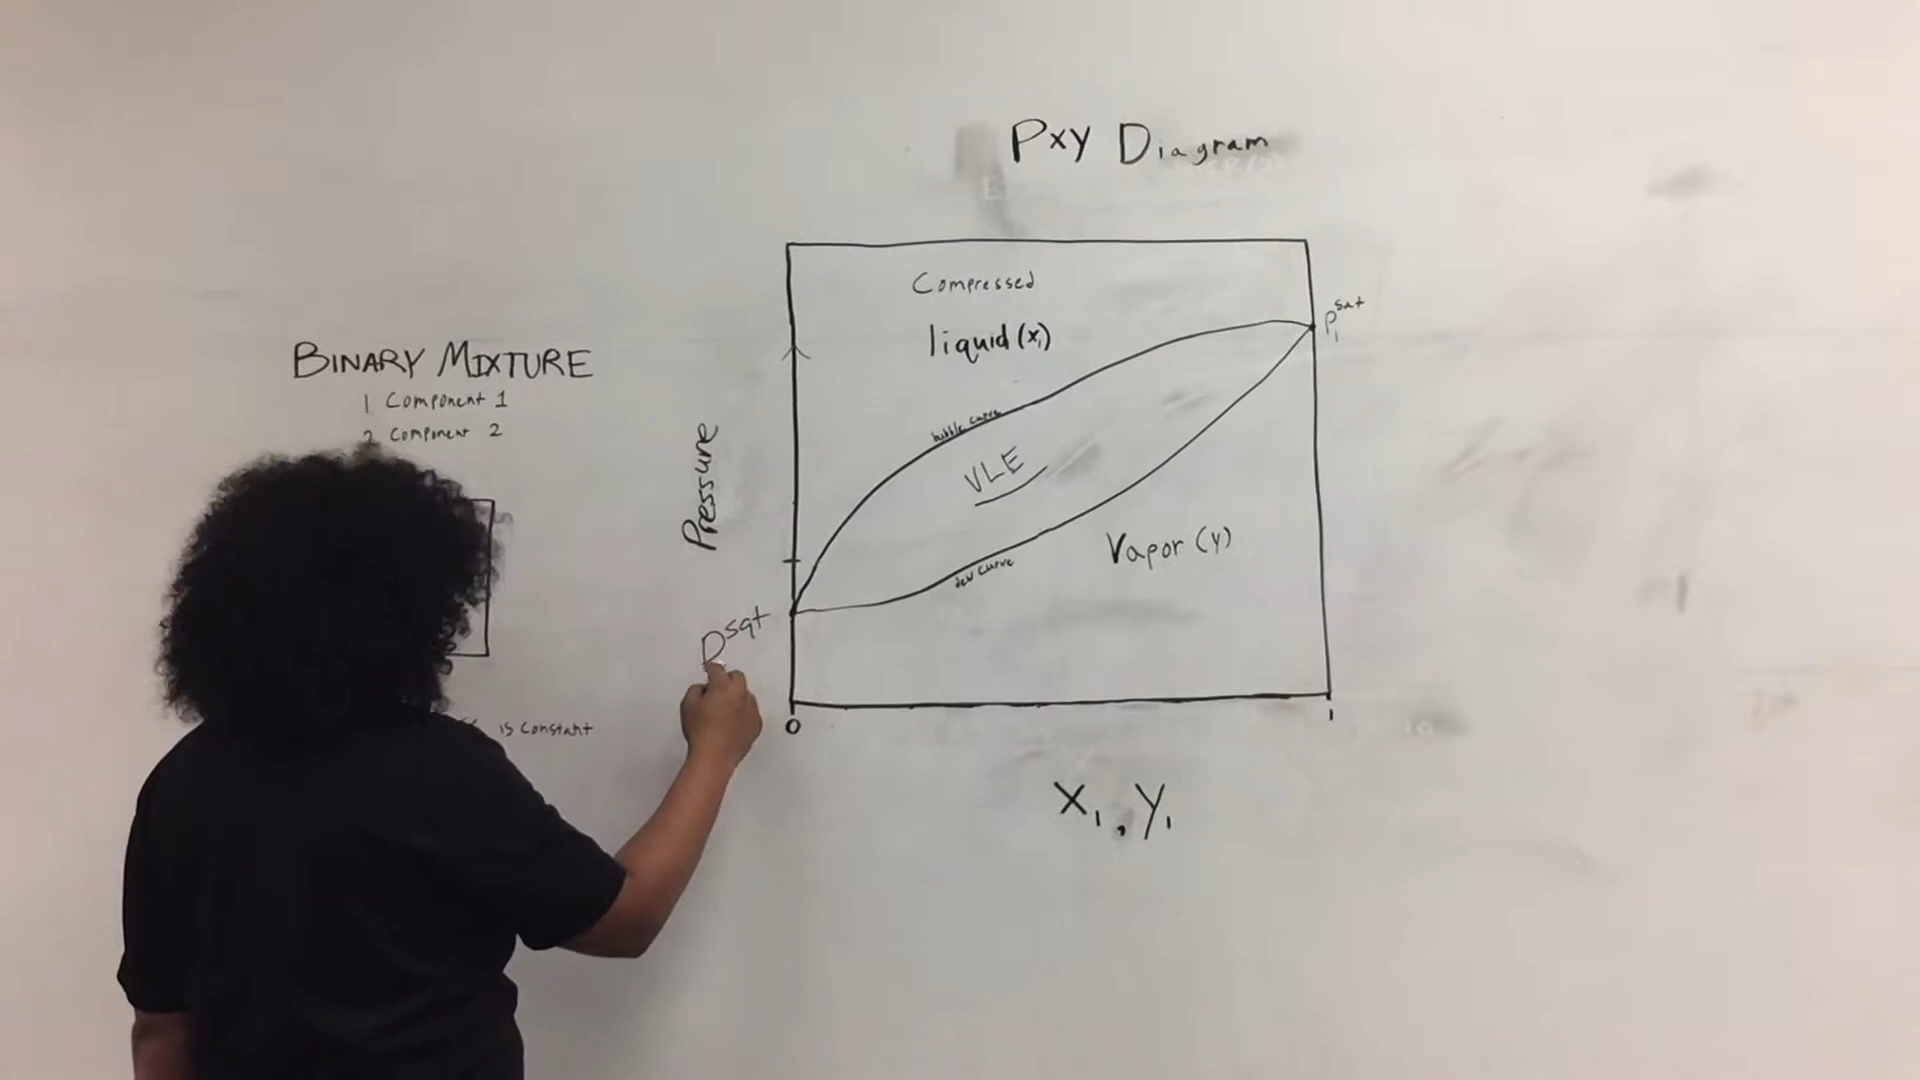 Pxy Diagram
BINARY MIXTURE
1 Component 1
2 Component 2
is constant
Pressure
Compressed
liquid (x₁)
bubble curve
VLE
dew curve
Vapor (y)
P₁ˢᵃᵗ
Pˢᵃᵗ
0
1
X₁, y₁